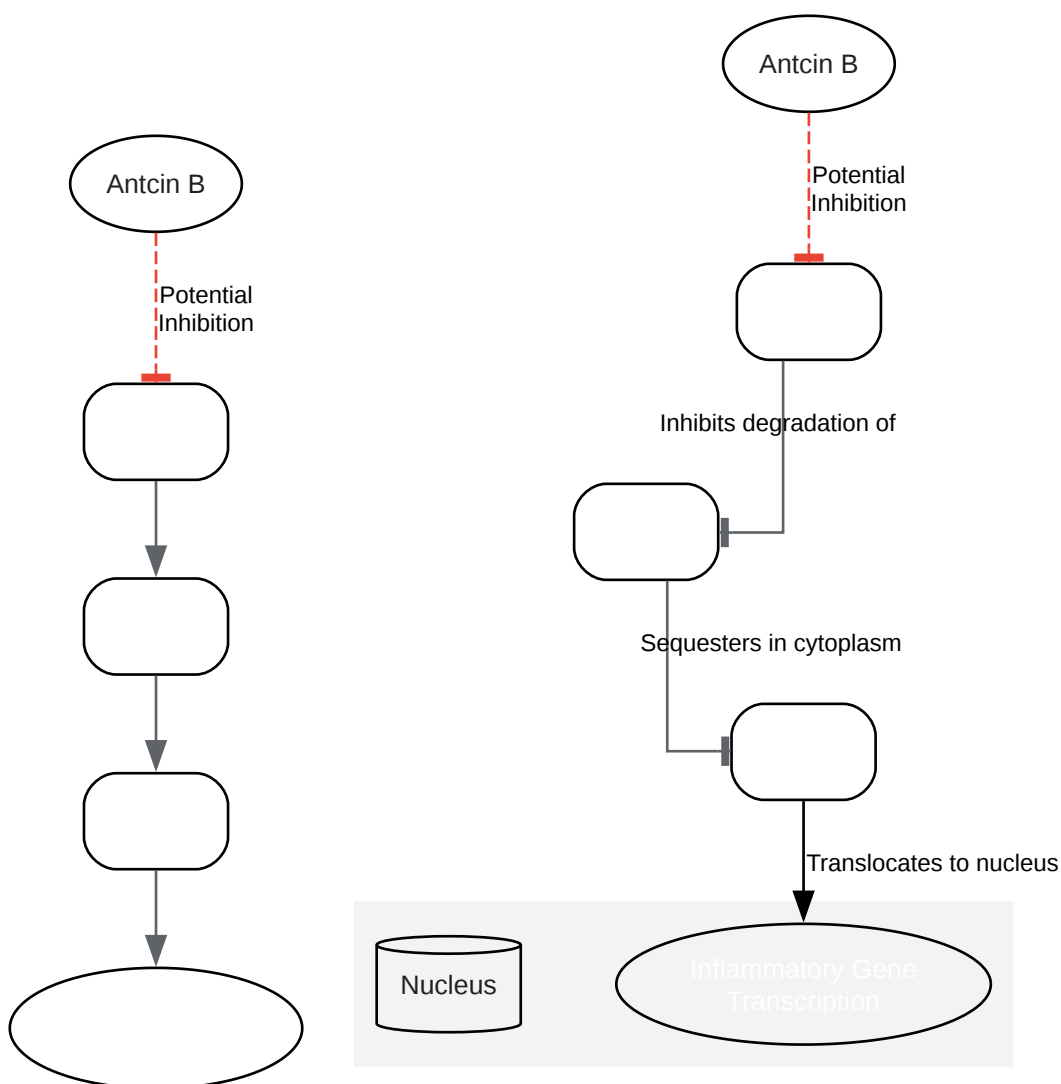 Antcin B
Potential
Inhibition
Antcin B
Potential
Inhibition
Inhibits degradation of
Sequesters in cytoplasm
Translocates to nucleus
Nucleus
Inflammatory Gene
Transcription